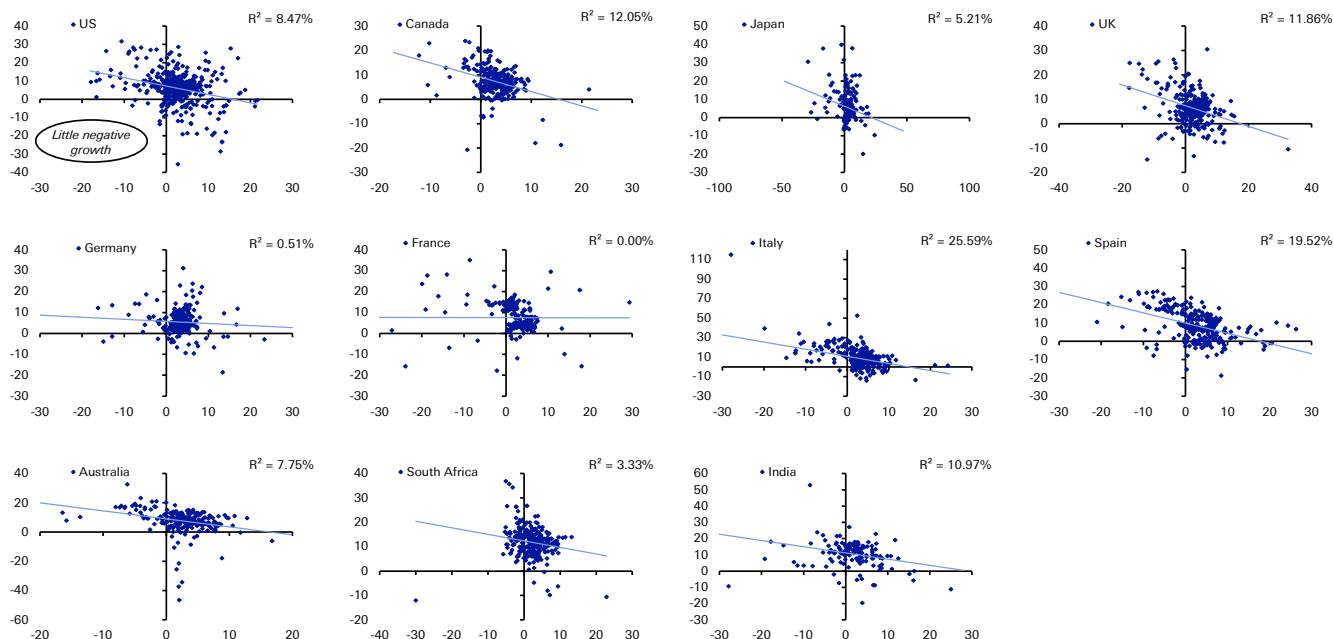 US
R² = 8.47%
40
30
20
10
0
-10
-20
-30
-40
Little negative
growth
-30 -20 -10 0 10 20 30
Canada
R² = 12.05%
30
20
10
0
-10
-20
-30
-20 -10 0 10 20 30
Japan
R² = 5.21%
50
40
30
20
10
0
-10
-20
-30
-100 -50 0 50 100
UK
R² = 11.86%
40
30
20
10
0
-10
-20
-40 -20 0 20 40
Germany
R² = 0.51%
40
30
20
10
0
-10
-20
-30
-30 -20 -10 0 10 20 30
France
R² = 0.00%
40
30
20
10
0
-10
-20
-30
-30 -20 -10 0 10 20 30
Italy
R² = 25.59%
110
90
70
50
30
10
-10
-30
-50
-30 -20 -10 0 10 20 30
Spain
R² = 19.52%
50
40
30
20
10
0
-10
-20
-30
-30 -20 -10 0 10 20 30
Australia
R² = 7.75%
40
20
0
-20
-40
-60
-20 -10 0 10 20
South Africa
R² = 3.33%
40
30
20
10
0
-10
-20
-40 -30 -20 -10 0 10 20 30
India
R² = 10.97%
60
50
40
30
20
10
0
-10
-20
-30
-30 -20 -10 0 10 20 30